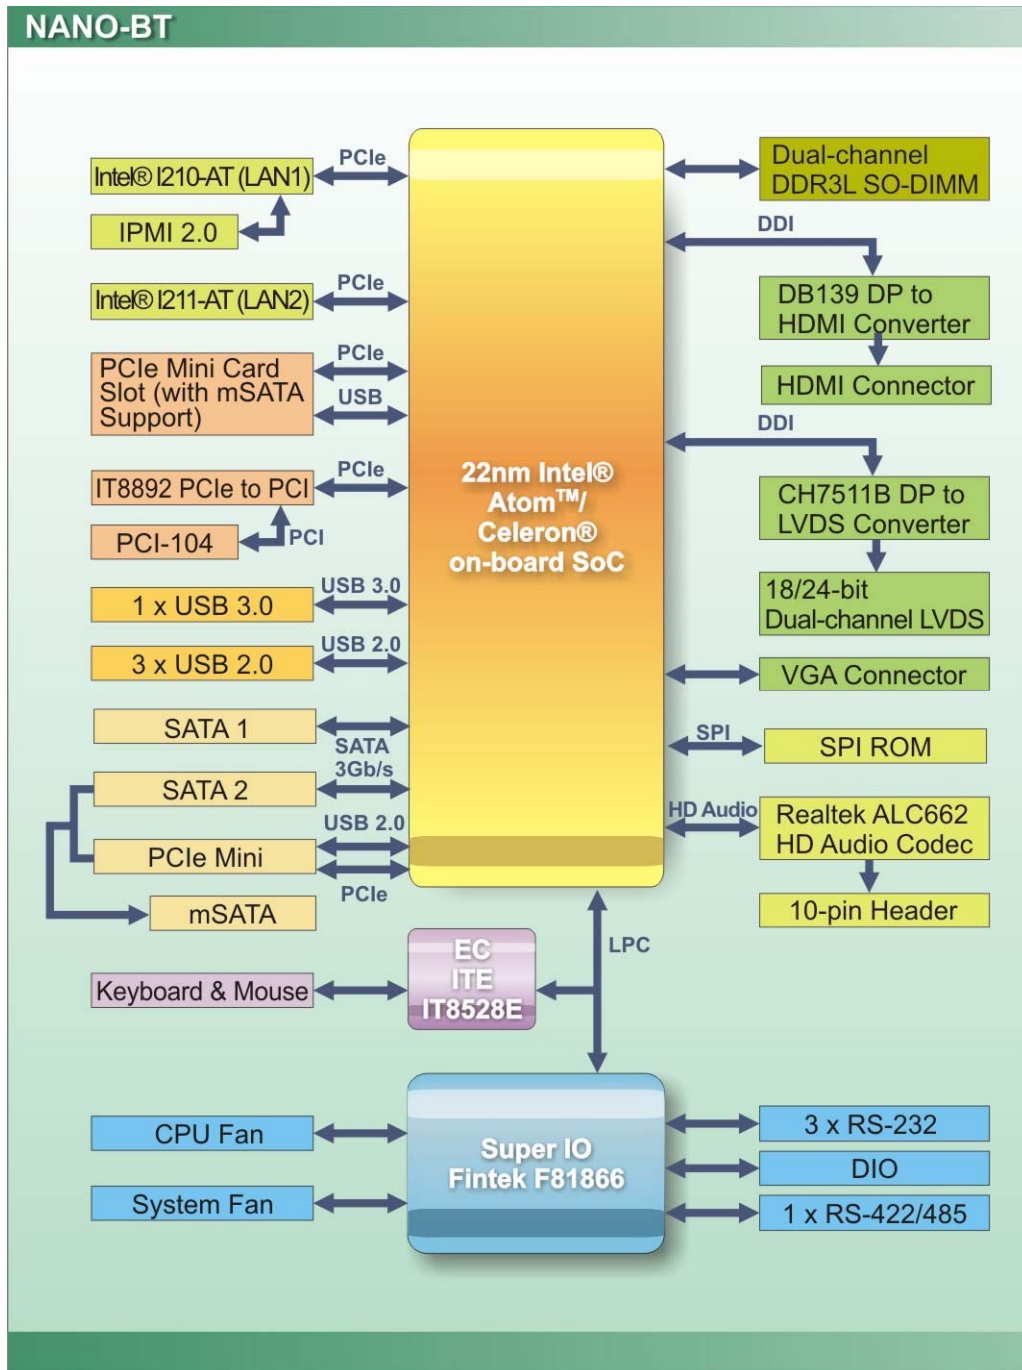 NANO-BT
PCIe
Intel® I210-AT (LAN1)
IPMI 2.0
PCIe
Intel® I211-AT (LAN2)
PCIe Mini Card
Slot (with mSATA
Support)
PCIe
USB
PCIe
IT8892 PCIe to PCI
PCI-104
PCI
USB 3.0
1 x USB 3.0
USB 2.0
3 x USB 2.0
SATA 1
SATA
3Gb/s
SATA 2
USB 2.0
PCIe Mini
PCIe
mSATA
22nm Intel®
Atom™/
Celeron®
on-board SoC
Dual-channel
DDR3L SO-DIMM
DDI
DB139 DP to
HDMI Converter
HDMI Connector
DDI
CH7511B DP to
LVDS Converter
18/24-bit
Dual-channel LVDS
VGA Connector
SPI
SPI ROM
HD Audio
Realtek ALC662
HD Audio Codec
10-pin Header
LPC
EC
ITE
IT8528E
Keyboard & Mouse
CPU Fan
System Fan
Super IO
Fintek F81866
3 x RS-232
DIO
1 x RS-422/485